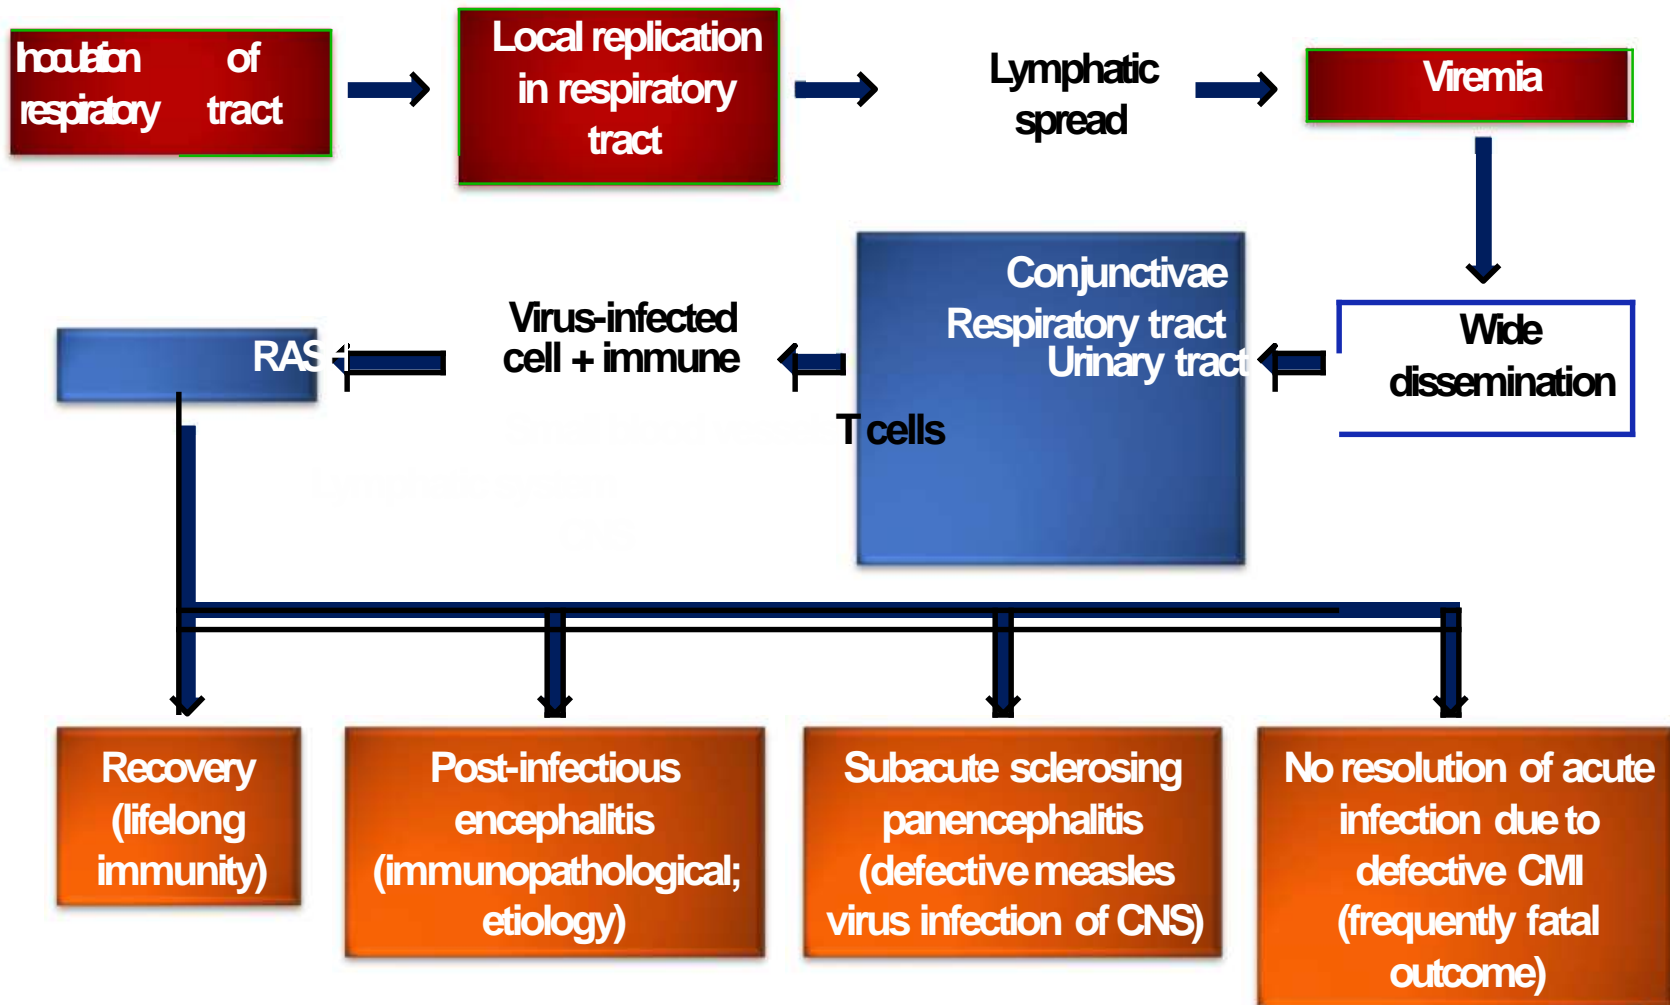 Inoculation of
respiratory tract
Local replication
in respiratory
tract
Lymphatic
spread
Viremia
Conjunctivae
Respiratory tract
Urinary tract
Wide
dissemination
Virus-infected
cell + immune
T cells
RAS
Recovery
(lifelong
immunity)
Post-infectious
encephalitis
(immunopathological;
etiology)
Subacute sclerosing
panencephalitis
(defective measles
virus infection of CNS)
No resolution of acute
infection due to
defective CMI
(frequently fatal
outcome)